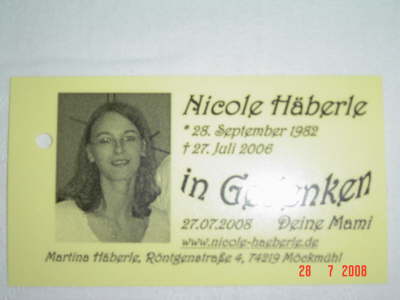 Nicole Häberle
* 28. September 1982
† 27. Juli 2006
in Gedenken
27.07.2008 Deine Mami
www.nicole-haeberle.de
Martina Häberle, Röntgenstraße 4, 74219 Möckmühl
28 7 2008